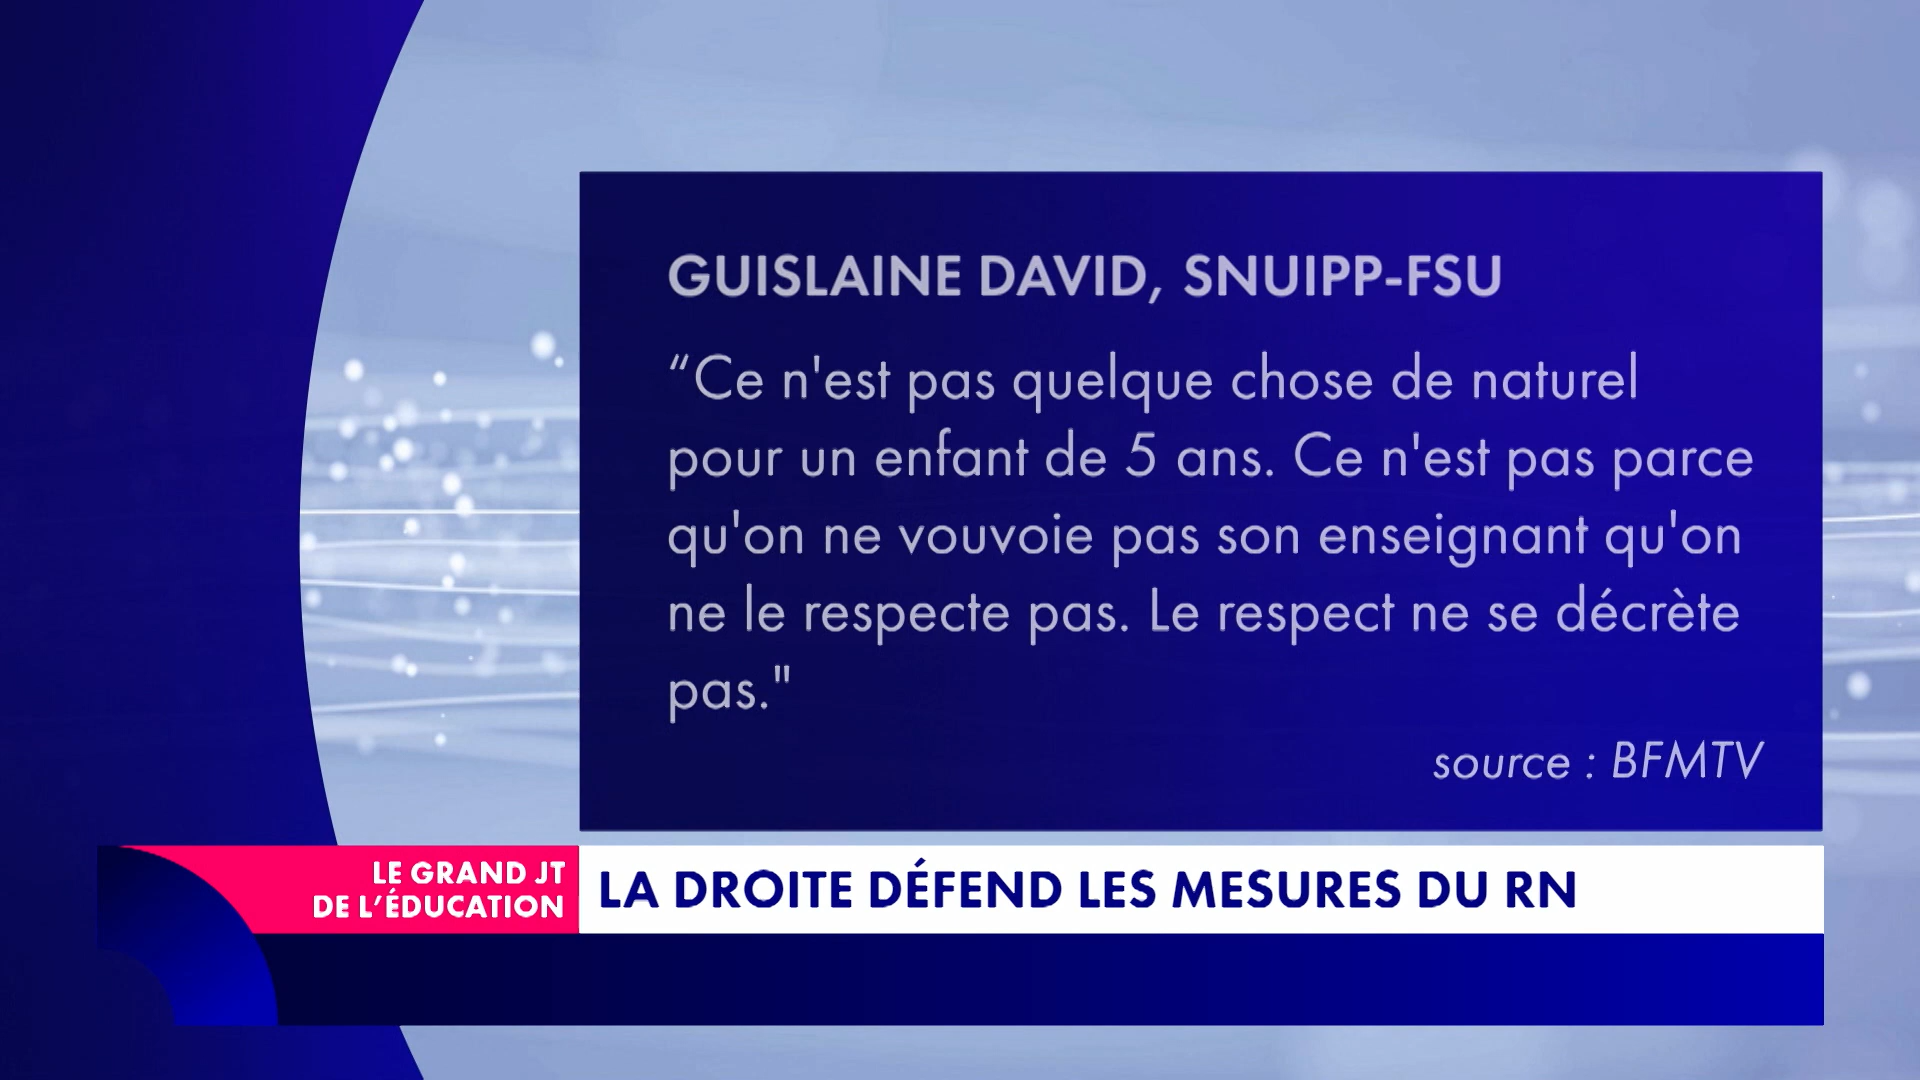 GUISLAINE DAVID, SNUIPP-FSU
“Ce n'est pas quelque chose de naturel
pour un enfant de 5 ans. Ce n'est pas parce
qu'on ne vouvoie pas son enseignant qu'on
ne le respecte pas. Le respect ne se décrète
pas."
source : BFMTV
LE GRAND JT
DE L’ÉDUCATION
LA DROITE DÉFEND LES MESURES DU RN